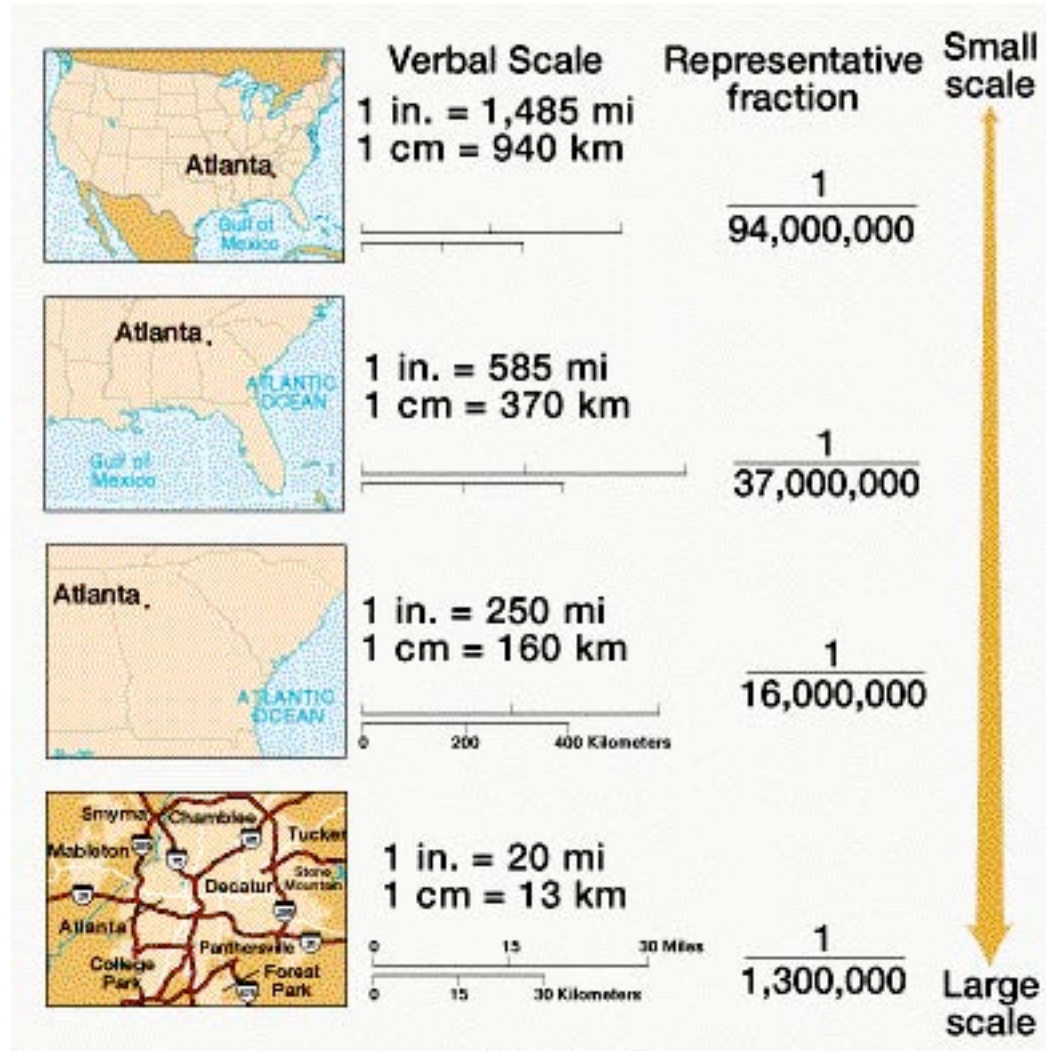 Verbal Scale
Representative
fraction
Small
scale
Atlanta
Gulf of
Mexico
1 in. = 1,485 mi
1 cm = 940 km
1
94,000,000
Atlanta
ATLANTIC
OCEAN
Gulf of
Mexico
1 in. = 585 mi
1 cm = 370 km
1
37,000,000
Atlanta
ATLANTIC
OCEAN
1 in. = 250 mi
1 cm = 160 km
0 200 400 Kilometers
1
16,000,000
Smyrna
Chamblee
Tucker
Mableton
Stone
Mountain
Decatur
Atlanta
Panthersville
College
Park
Forest
Park
1 in. = 20 mi
1 cm = 13 km
0 15 30 Miles
0 15 30 Kilometers
1
1,300,000
Large
scale